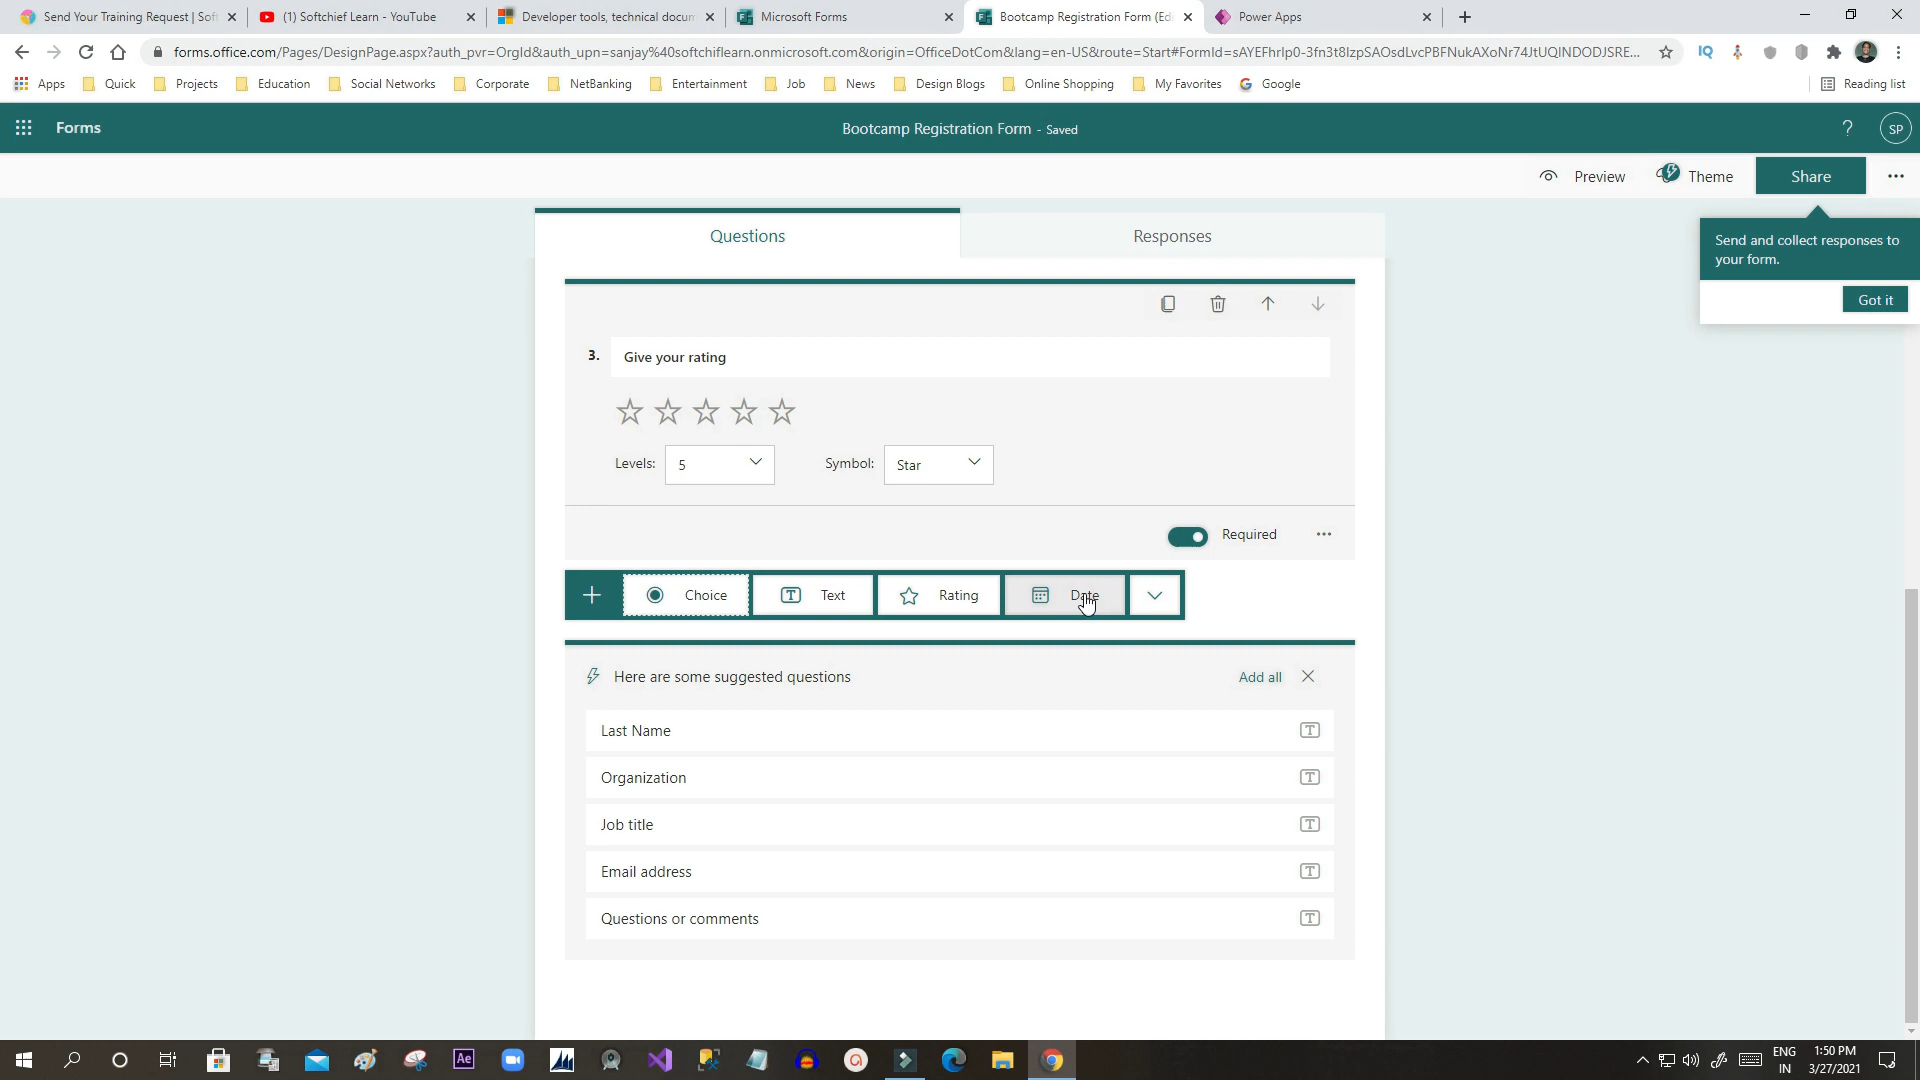 Send Your Training Request | Sof
(1) Softchief Learn - YouTube
Developer tools, technical docum
Microsoft Forms
Bootcamp Registration Form (Edi
Power Apps
forms.office.com/Pages/DesignPage.aspx?auth_pvr=OrgId&auth_upn=sanjay%40softchiflearn.onmicrosoft.com&origin=OfficeDotCom&lang=en-US&route=Start#FormId=sAYEFhrIp0-3fn3t8IzpSAOsdLvcPBFNukAXoNr74JtUQlNDODJSRE...
Apps
Quick
Projects
Education
Social Networks
Corporate
NetBanking
Entertainment
Job
News
Design Blogs
Online Shopping
My Favorites
Google
Reading list
Forms
Bootcamp Registration Form - Saved
?
SP
Preview
Theme
Share
Send and collect responses to
your form.
Got it
Questions
Responses
3. Give your rating
Levels: 5
Symbol: Star
Required
Choice
Text
Rating
Date
Here are some suggested questions
Add all
Last Name
Organization
Job title
Email address
Questions or comments
ENG
IN
1:50 PM
3/27/2021